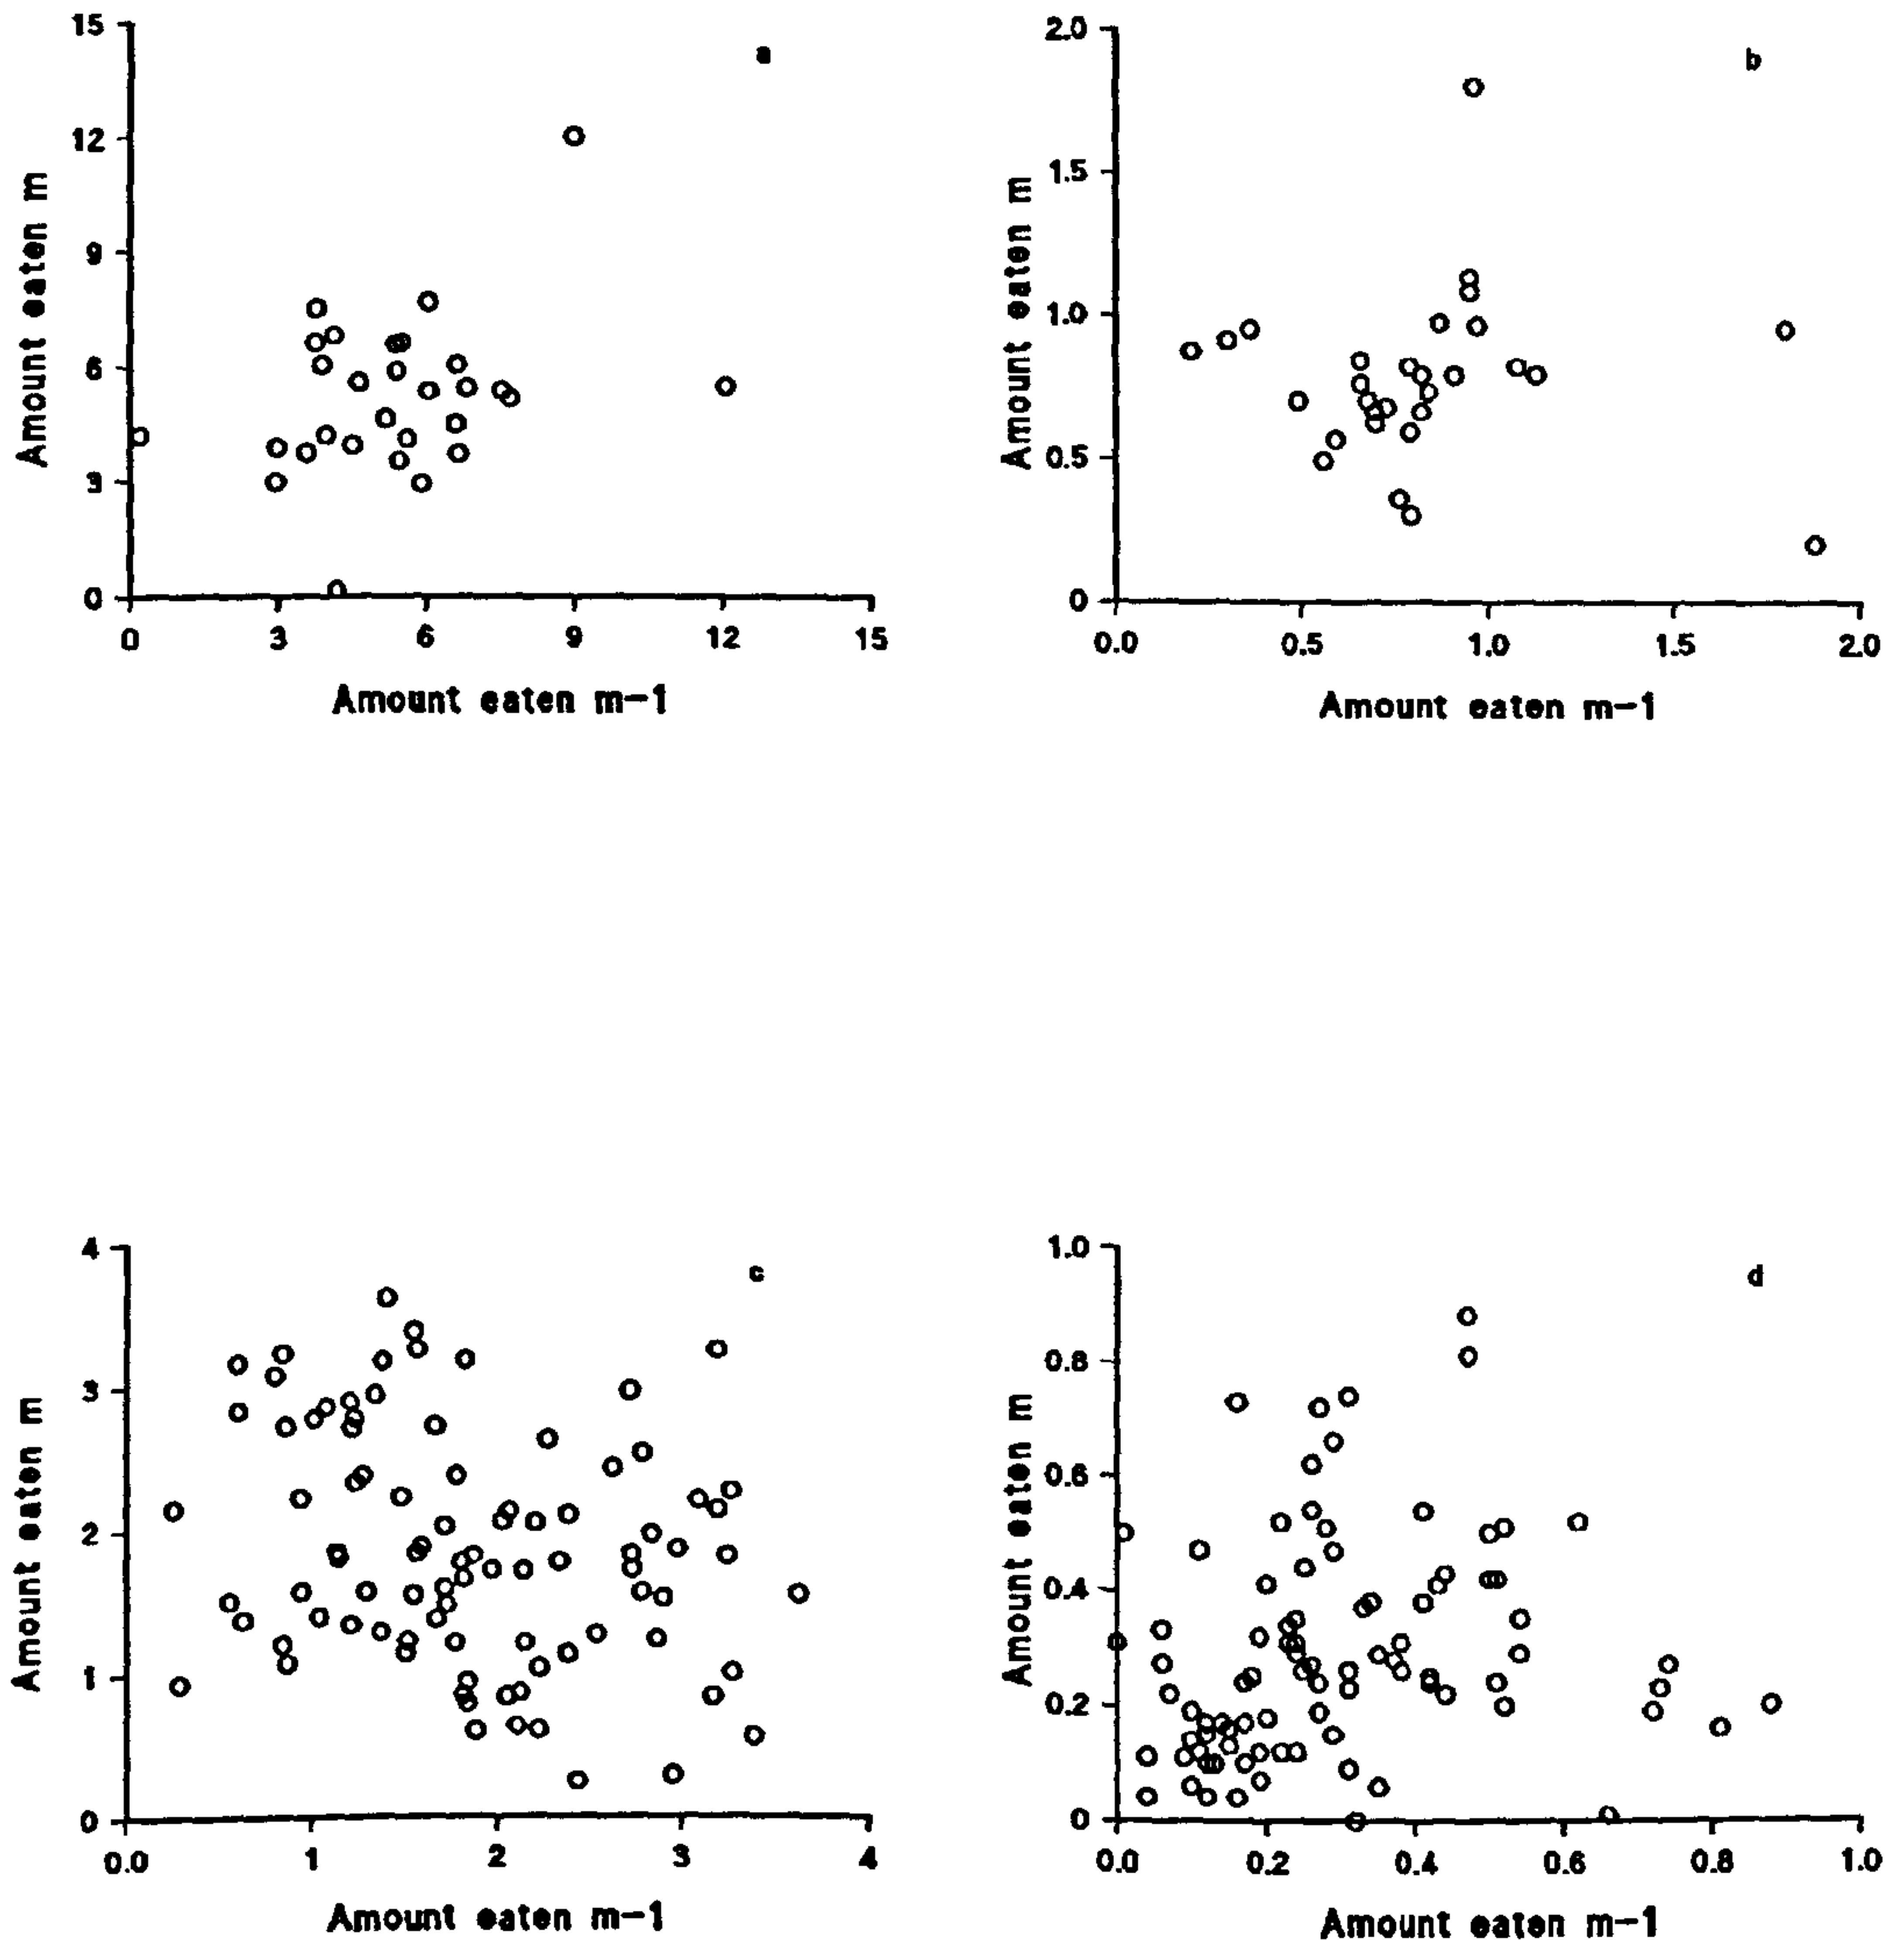 a
15
12
9
6
3
0
Amount eaten m
0 3 6 9 12 15
Amount eaten m-1
b
2.0
1.5
1.0
0.5
0
Amount eaten m
0.0 0.5 1.0 1.5 2.0
Amount eaten m-1
c
4
3
2
1
0
Amount eaten m
0.0 1 2 3 4
Amount eaten m-1
d
1.0
0.8
0.6
0.4
0.2
0
Amount eaten m
0.0 0.2 0.4 0.6 0.8 1.0
Amount eaten m-1